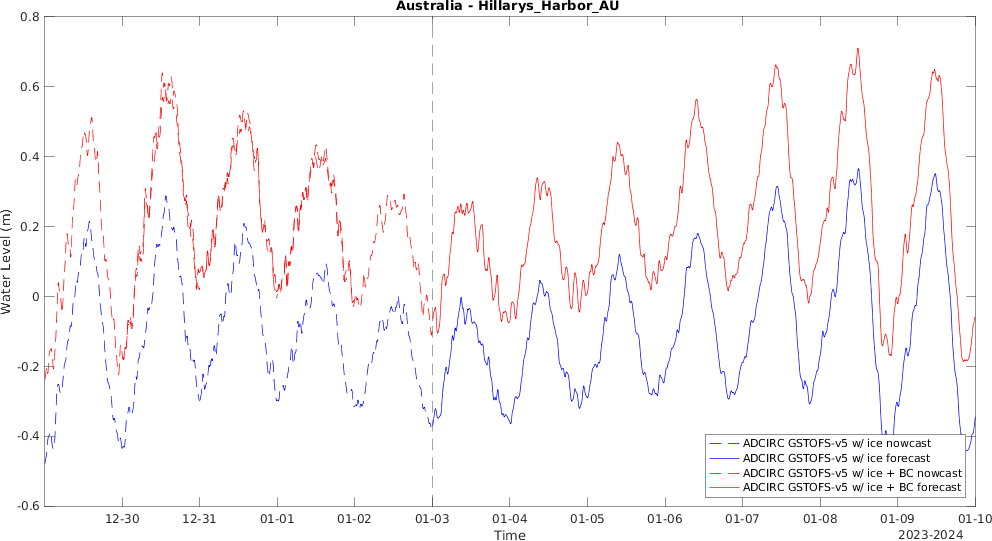 Australia - Hillarys_Harbor_AU
Water Level (m)
0.8
0.6
0.4
0.2
0
-0.2
-0.4
-0.6
ADCIRC GSTOFS-v5 w/ ice nowcast
ADCIRC GSTOFS-v5 w/ ice forecast
ADCIRC GSTOFS-v5 w/ ice + BC nowcast
ADCIRC GSTOFS-v5 w/ ice + BC forecast
12-30 12-31 01-01 01-02 01-03 01-04 01-05 01-06 01-07 01-08 01-09 01-10
Time
2023-2024